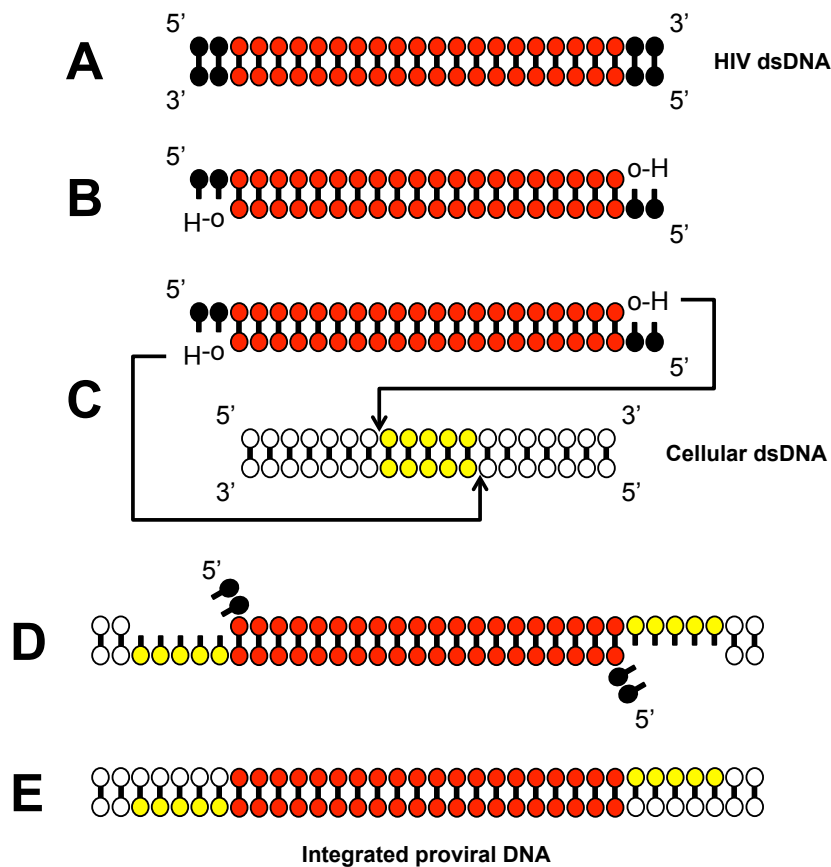 5’ 3’
A HIV dsDNA
3’ 5’
5’ o-H
B
H-o 5’
5’ o-H
H-o 5’
C
5’ 3’
Cellular dsDNA
3’ 5’
5’
D
5’
E
Integrated proviral DNA